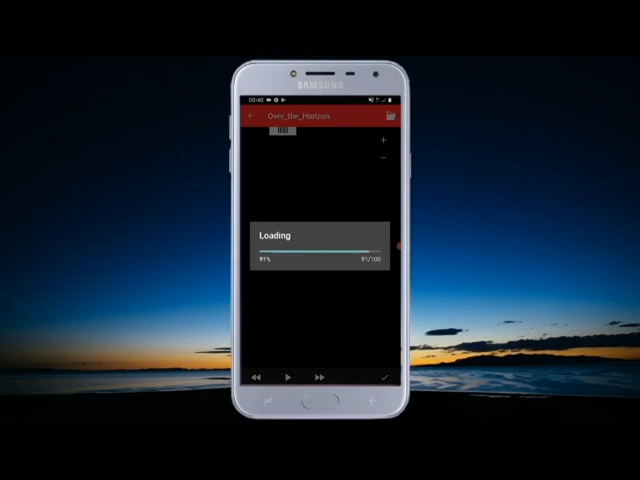 SAMSUNG
00:40
Over_the_Horizon
+
−
Loading
91%
91/100